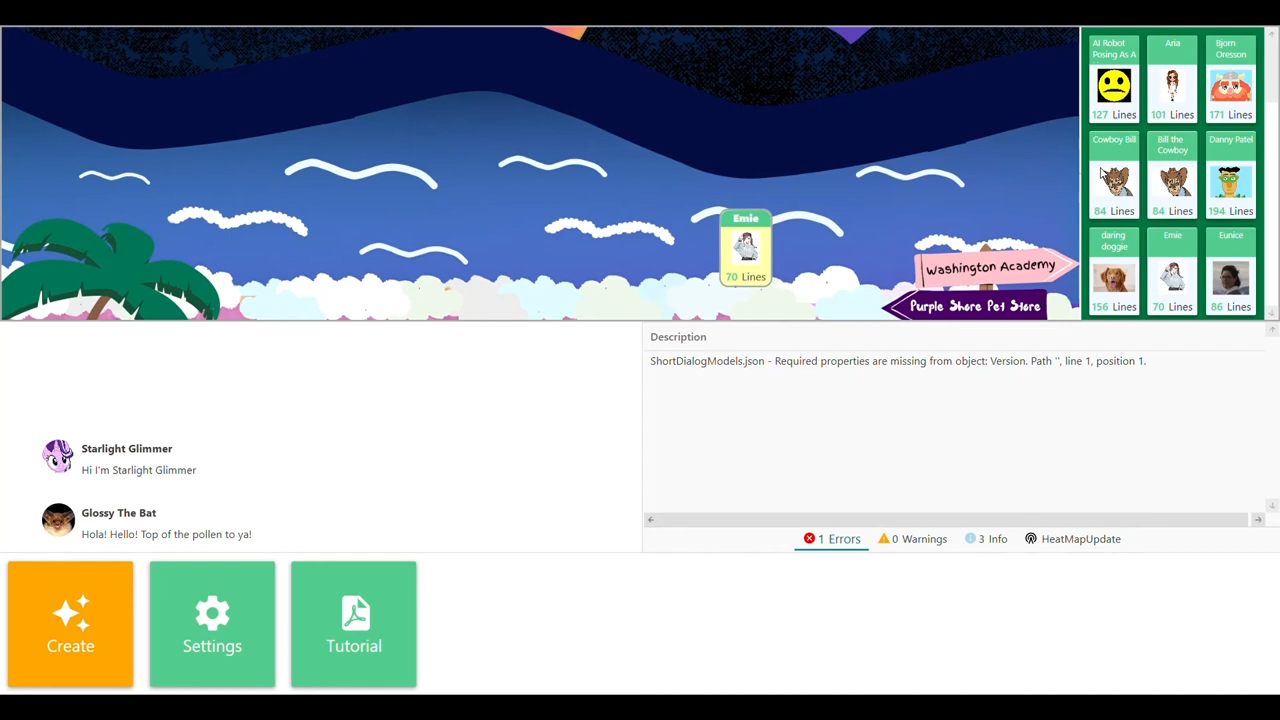 AI Robot
Posing As A
127 Lines
Aria
101 Lines
Bjorn
Oresson
171 Lines
Cowboy Bill
84 Lines
Bill the
Cowboy
84 Lines
Danny Patel
194 Lines
daring
doggie
156 Lines
Emie
70 Lines
Eunice
86 Lines
Emie
70 Lines
Washington Academy
Purple Shore Pet Store
Description
ShortDialogModels.json - Required properties are missing from object: Version. Path '', line 1, position 1.
Starlight Glimmer
Hi I'm Starlight Glimmer
Glossy The Bat
Hola! Hello! Top of the pollen to ya!
1 Errors
0 Warnings
3 Info
HeatMapUpdate
Create
Settings
Tutorial